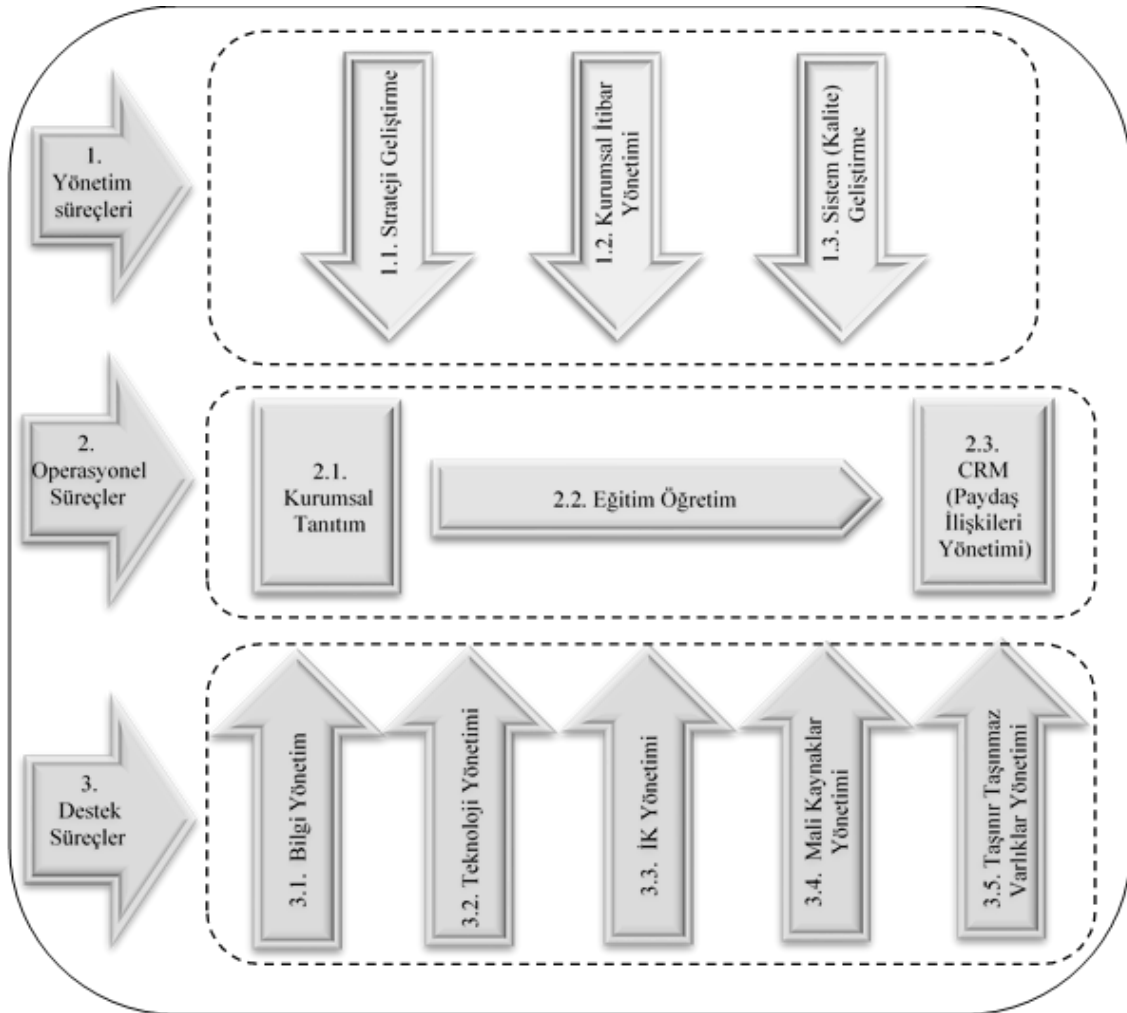 1.
Yönetim
süreçleri
1.1. Strateji Geliştirme
1.2. Kurumsal İtibar
Yönetimi
1.3. Sistem (Kalite)
Geliştirme
2.
Operasyonel
Süreçler
2.1.
Kurumsal
Tanıtım
2.2. Eğitim Öğretim
2.3.
CRM
(Paydaş
İlişkileri
Yönetimi)
3.
Destek
Süreçler
3.1. Bilgi Yönetim
3.2. Teknoloji Yönetimi
3.3. İK Yönetimi
3.4. Mali Kaynaklar
Yönetimi
3.5. Taşınır Taşınmaz
Varlıklar Yönetimi